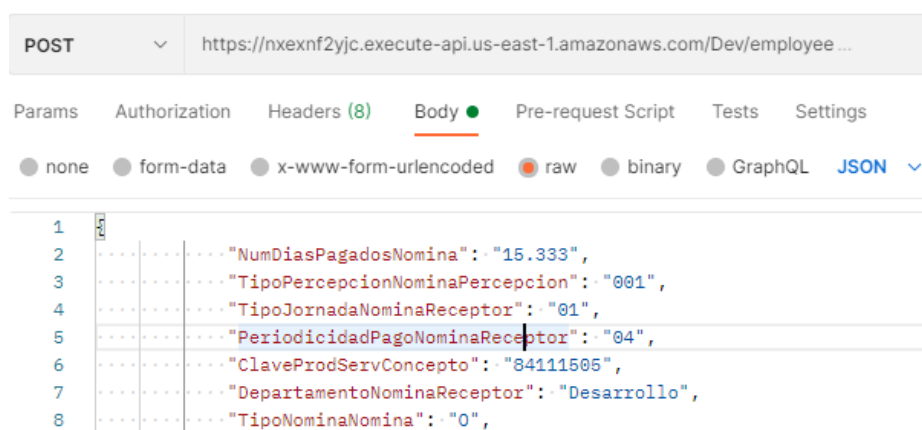 POST https://nxexnf2yjc.execute-api.us-east-1.amazonaws.com/Dev/employee ...
Params Authorization Headers (8) Body Pre-request Script Tests Settings
none form-data x-www-form-urlencoded raw binary GraphQL JSON
1 {
2 "NumDiasPagadosNomina": "15.333",
3 "TipoPercepcionNominaPercepcion": "001",
4 "TipoJornadaNominaReceptor": "01",
5 "PeriodicidadPagoNominaReceptor": "04",
6 "ClaveProdServConcepto": "84111505",
7 "DepartamentoNominaReceptor": "Desarrollo",
8 "TipoNominaNomina": "O",